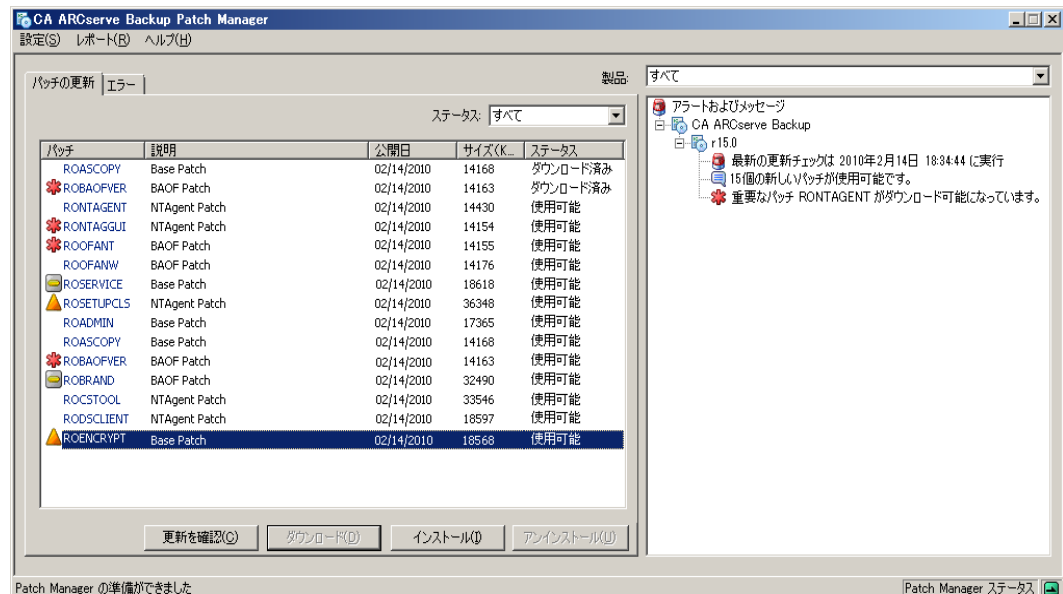 CA ARCserve Backup Patch Manager
設定(S) レポート(R) ヘルプ(H)
パッチの更新 エラー
製品: すべて
ステータス: すべて
パッチ 説明 公開日 サイズ(K... ステータス
ROASCOPY Base Patch 02/14/2010 14168 ダウンロード済み
ROBAOFVER BAOF Patch 02/14/2010 14163 ダウンロード済み
RONTAGENT NTAgent Patch 02/14/2010 14430 使用可能
RONTAGGUI NTAgent Patch 02/14/2010 14154 使用可能
ROOFANT BAOF Patch 02/14/2010 14155 使用可能
ROOFANW BAOF Patch 02/14/2010 14176 使用可能
ROSERVICE Base Patch 02/14/2010 18618 使用可能
ROSETUPCLS NTAgent Patch 02/14/2010 36348 使用可能
ROADMIN Base Patch 02/14/2010 17365 使用可能
ROASCOPY Base Patch 02/14/2010 14168 使用可能
ROBAOFVER BAOF Patch 02/14/2010 14163 使用可能
ROBRAND BAOF Patch 02/14/2010 32490 使用可能
ROCSTOOL NTAgent Patch 02/14/2010 33546 使用可能
RODSCLIENT NTAgent Patch 02/14/2010 18597 使用可能
ROENCRYPT Base Patch 02/14/2010 18568 使用可能
更新を確認(C) ダウンロード(D) インストール(I) アンインストール(U)
アラートおよびメッセージ
CA ARCserve Backup
r15.0
最新の更新チェックは 2010年2月14日 18:34:44 に実行
15個の新しいパッチが使用可能です。
重要なパッチ RONTAGENT がダウンロード可能になっています。
Patch Manager の準備ができました
Patch Manager ステータス